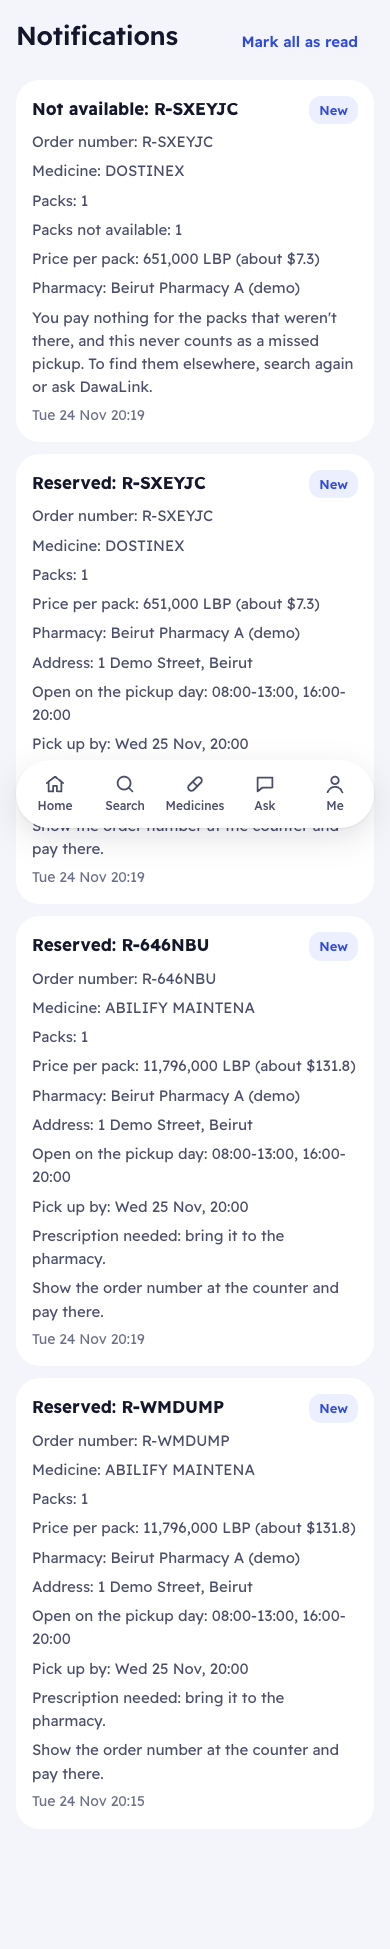 Notifications
Mark all as read
Not available: R-SXEYJC
New
Order number: R-SXEYJC
Medicine: DOSTINEX
Packs: 1
Packs not available: 1
Price per pack: 651,000 LBP (about $7.3)
Pharmacy: Beirut Pharmacy A (demo)
You pay nothing for the packs that weren't
there, and this never counts as a missed
pickup. To find them elsewhere, search again
or ask DawaLink.
Tue 24 Nov 20:19
Reserved: R-SXEYJC
New
Order number: R-SXEYJC
Medicine: DOSTINEX
Packs: 1
Price per pack: 651,000 LBP (about $7.3)
Pharmacy: Beirut Pharmacy A (demo)
Address: 1 Demo Street, Beirut
Open on the pickup day: 08:00-13:00, 16:00-
20:00
Pick up by: Wed 25 Nov, 20:00
Home
Search
Medicines
Ask
Me
Show the order number at the counter and
pay there.
Tue 24 Nov 20:19
Reserved: R-646NBU
New
Order number: R-646NBU
Medicine: ABILIFY MAINTENA
Packs: 1
Price per pack: 11,796,000 LBP (about $131.8)
Pharmacy: Beirut Pharmacy A (demo)
Address: 1 Demo Street, Beirut
Open on the pickup day: 08:00-13:00, 16:00-
20:00
Pick up by: Wed 25 Nov, 20:00
Prescription needed: bring it to the
pharmacy.
Show the order number at the counter and
pay there.
Tue 24 Nov 20:19
Reserved: R-WMDUMP
New
Order number: R-WMDUMP
Medicine: ABILIFY MAINTENA
Packs: 1
Price per pack: 11,796,000 LBP (about $131.8)
Pharmacy: Beirut Pharmacy A (demo)
Address: 1 Demo Street, Beirut
Open on the pickup day: 08:00-13:00, 16:00-
20:00
Pick up by: Wed 25 Nov, 20:00
Prescription needed: bring it to the
pharmacy.
Show the order number at the counter and
pay there.
Tue 24 Nov 20:15